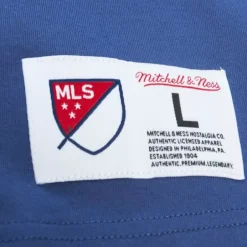 MLS
Mitchell & Ness
L
MITCHELL & NESS NOSTALGIA CO.
AUTHENTIC LICENSED APPAREL
DESIGNED IN PHILADELPHIA, PA
ESTABLISHED 1904
AUTHENTIC, PREMIUM, LEGENDARY.